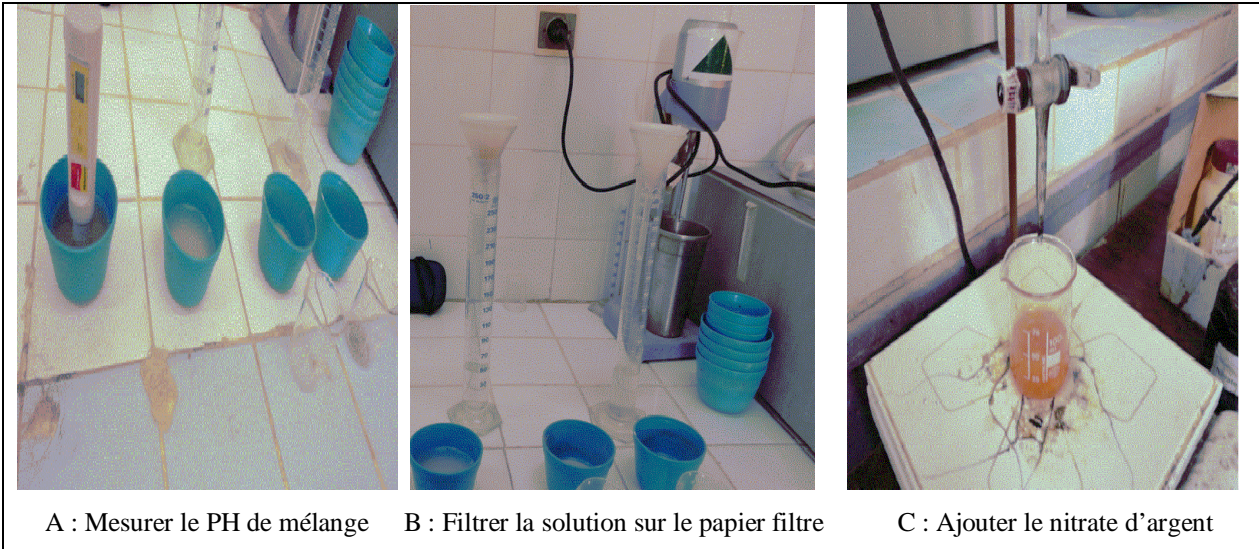 A : Mesurer le PH de mélange
B : Filtrer la solution sur le papier filtre
C : Ajouter le nitrate d'argent